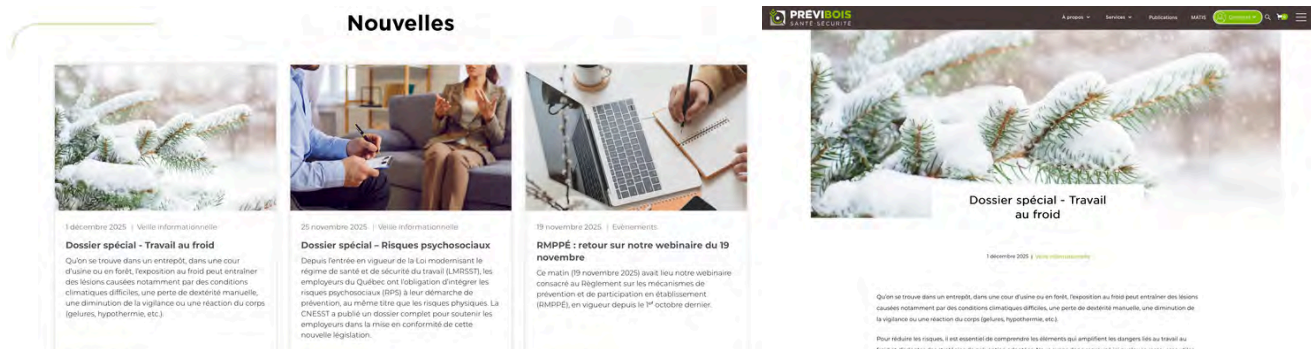 Nouvelles
1 décembre 2025 | Veille informationnelle
Dossier spécial - Travail au froid
Qu'on se trouve dans un entrepôt, dans une cour
d'usine ou en forêt, l'exposition au froid peut entraîner
des lésions causées notamment par des conditions
climatiques difficiles, une perte de dextérité manuelle,
une diminution de la vigilance ou une réaction du corps
(gelures, hypothermie, etc.).
25 novembre 2025 | Veille informationnelle
Dossier spécial – Risques psychosociaux
Depuis l'entrée en vigueur de la Loi modernisant le
régime de santé et de sécurité du travail (LMRSST), les
employeurs du Québec ont l'obligation d'intégrer les
risques psychosociaux (RPS) à leur démarche de
prévention, au même titre que les risques physiques. La
CNESST a publié un dossier complet pour soutenir les
employeurs dans la mise en conformité de cette
nouvelle législation.
19 novembre 2025 | Évènements
RMPPÉ : retour sur notre webinaire du 19
novembre
Ce matin (19 novembre 2025) avait lieu notre webinaire
consacré au Règlement sur les mécanismes de
prévention et de participation en établissement
(RMPPÉ), en vigueur depuis le 1er octobre dernier.
PRÉVIBOIS
SANTÉ SÉCURITÉ
À propos
Services
Publications
MATIS
Dossier spécial - Travail
au froid
1 décembre 2025 | Veille informationnelle
Qu'on se trouve dans un entrepôt, dans une cour d'usine ou en forêt, l'exposition au froid peut entraîner des lésions
causées notamment par des conditions climatiques difficiles, une perte de dextérité manuelle, une diminution de
la vigilance ou une réaction du corps (gelures, hypothermie, etc.).
Pour réduire les risques, il est essentiel de comprendre les éléments qui amplifient les dangers liés au travail au